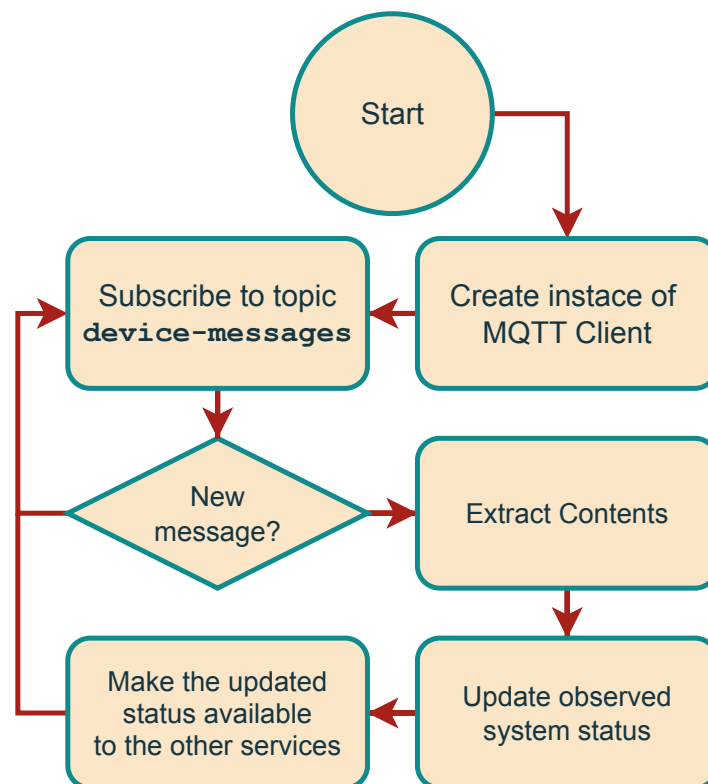 Start
Create instace of
MQTT Client
Subscribe to topic
device-messages
New
message?
Extract Contents
Update observed
system status
Make the updated
status available
to the other services